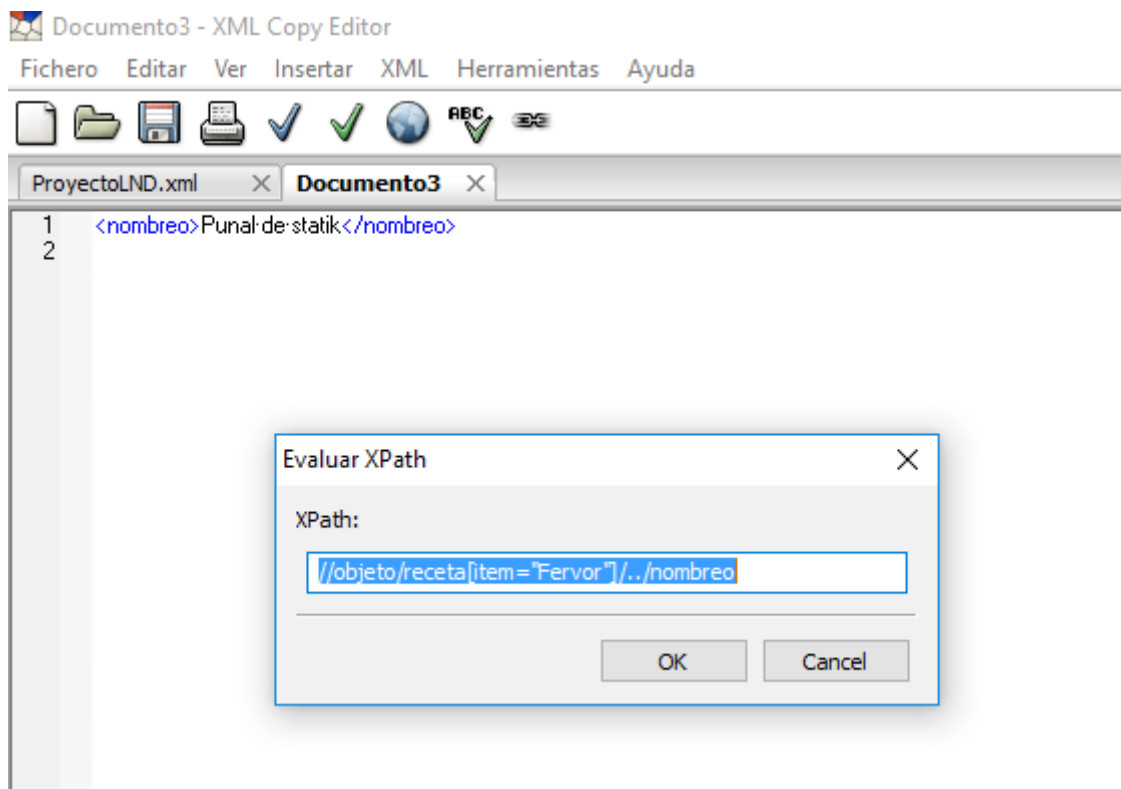 Documento3 - XML Copy Editor
Fichero Editar Ver Insertar XML Herramientas Ayuda
ABC
ProyectoLND.xml Documento3
1 <nombreo>Punal·de·statik</nombreo>
2
Evaluar XPath
XPath:
//objeto/receta[item="Fervor"]/../nombreo
OK Cancel